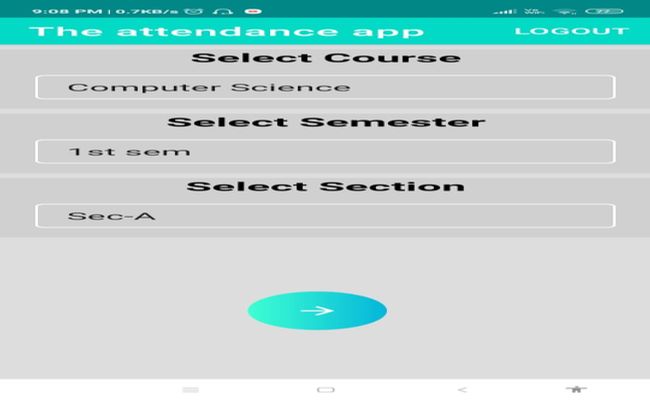 9:08 PM | 0.7KB/s
The attendance app
LOGOUT
Select Course
Computer Science
Select Semester
1st sem
Select Section
Sec-A